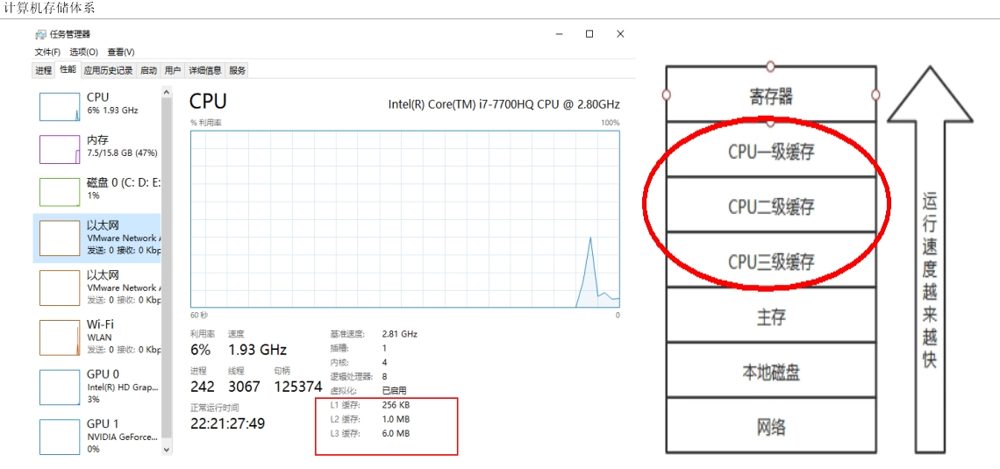 计算机存储体系
任务管理器
文件(F) 选项(O) 查看(V)
进程 性能 应用历史记录 启动 用户 详细信息 服务
CPU
6% 1.93 GHz
内存
7.5/15.8 GB (47%)
磁盘 0 (C: D: E:
1%
以太网
VMware Network A
发送: 0 接收: 0 Kbp
以太网
VMware Network A
发送: 0 接收: 0 Kbp
Wi-Fi
WLAN
发送: 0 接收: 0 Kbp
GPU 0
Intel(R) HD Grap...
3%
GPU 1
NVIDIA GeForce...
0%
CPU
Intel(R) Core(TM) i7-7700HQ CPU @ 2.80GHz
% 利用率 100%
60 秒 0
利用率 速度
6% 1.93 GHz
进程 线程 句柄
242 3067 125374
正常运行时间
22:21:27:49
基准速度: 2.81 GHz
插槽: 1
内核: 4
逻辑处理器: 8
虚拟化: 已启用
L1 缓存: 256 KB
L2 缓存: 1.0 MB
L3 缓存: 6.0 MB
寄存器
CPU一级缓存
CPU二级缓存
CPU三级缓存
主存
本地磁盘
网络
运行速度越来越快